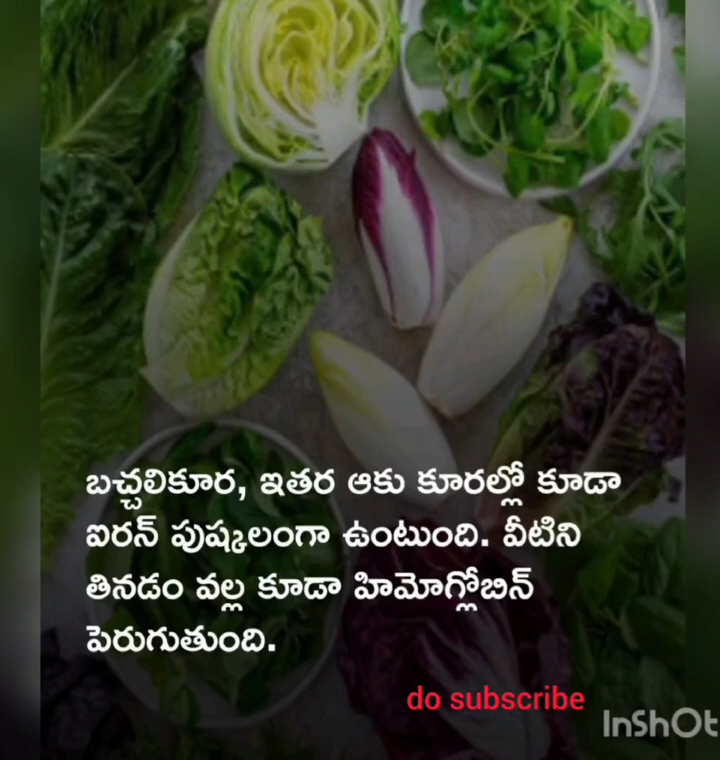 బచ్చలికూర, ఇతర ఆకు కూరల్లో కూడా
ఐరన్ పుష్కలంగా ఉంటుంది. వీటిని
తినడం వల్ల కూడా హిమోగ్లోబిన్
పెరుగుతుంది.
do subscribe
InShOt